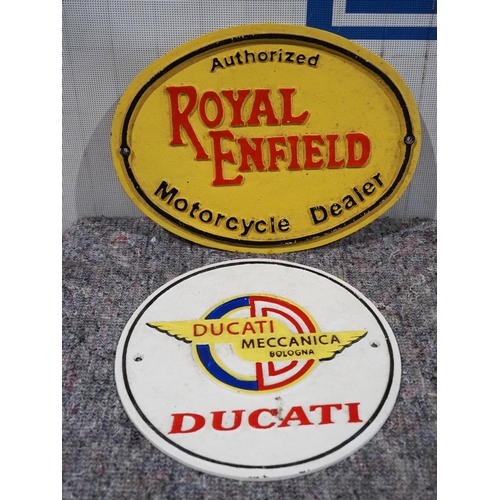 Authorized
ROYAL
ENFIELD
Motorcycle Dealer
DUCATI
MECCANICA
BOLOGNA
DUCATI